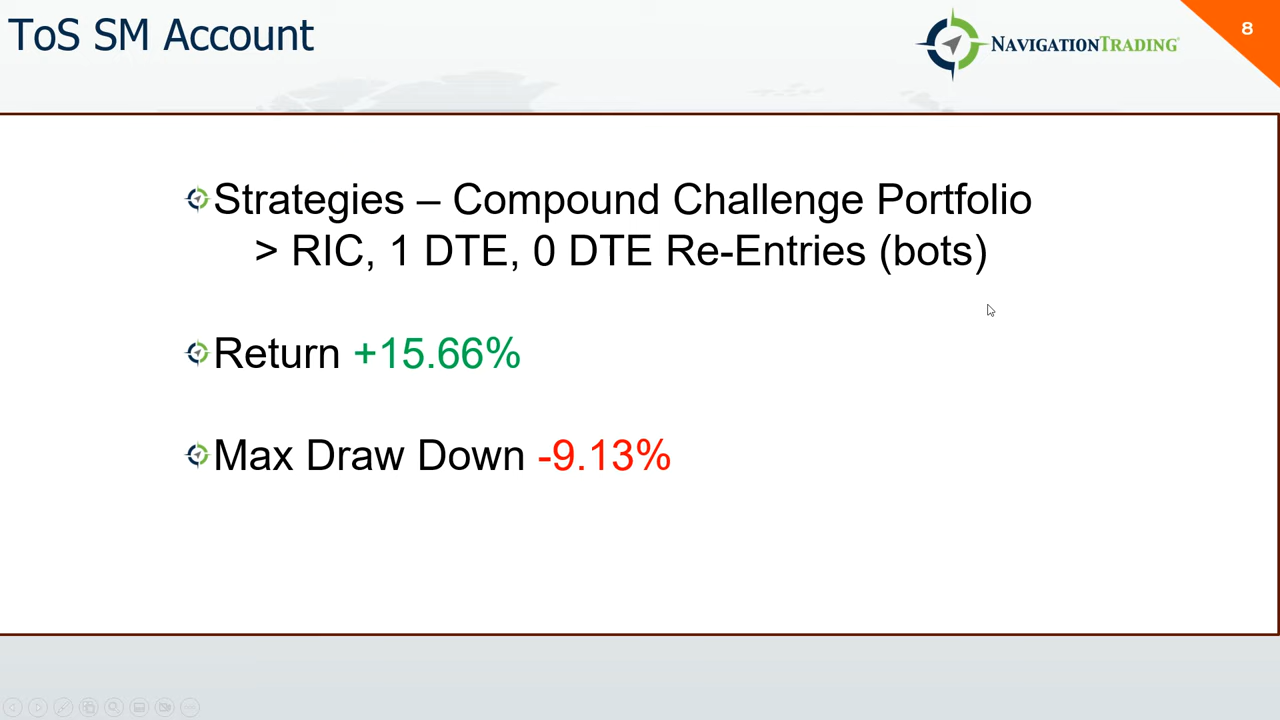 ToS SM Account
NAVIGATIONTRADING
8
Strategies – Compound Challenge Portfolio
> RIC, 1 DTE, 0 DTE Re-Entries (bots)
Return +15.66%
Max Draw Down -9.13%